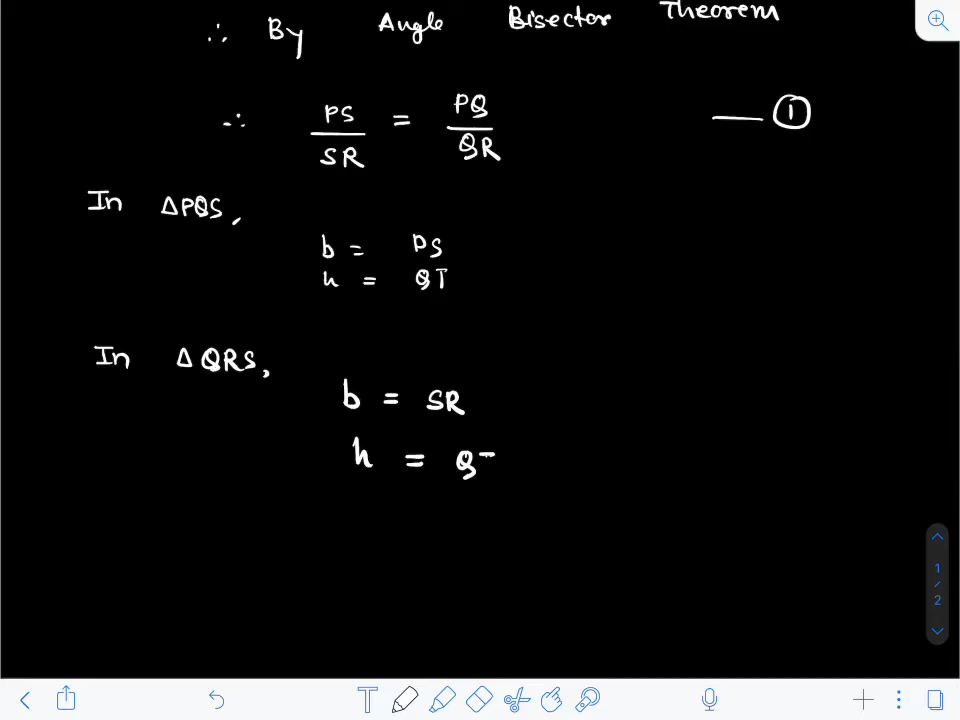 ∴ By Angle Bisector Theorem
∴ PS/SR = PQ/QR —— ①
In ΔPQS,
b = PS
h = QT
In ΔQRS,
b = SR
h = Q
1/2